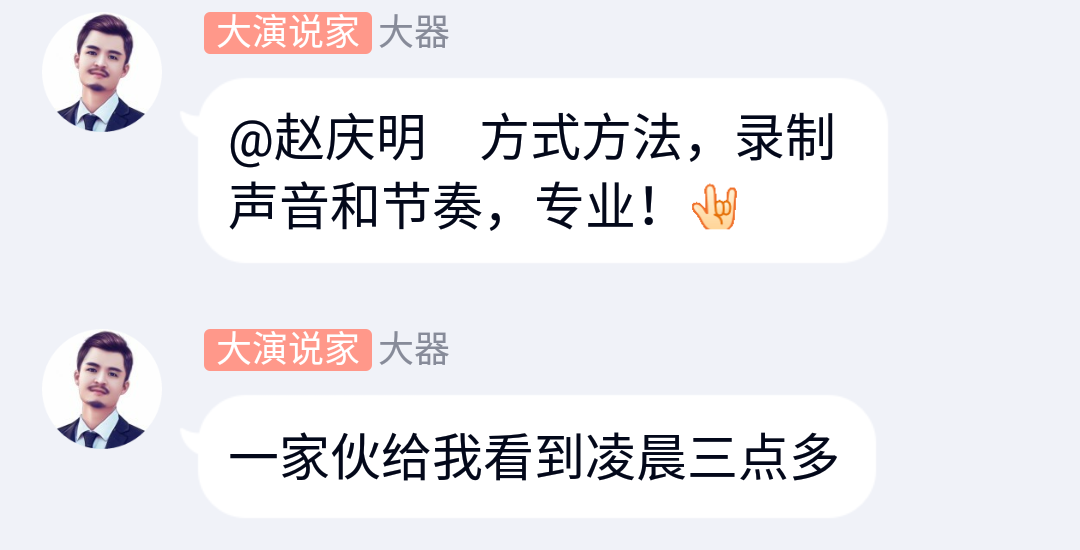 大演说家 大器
@赵庆明　方式方法，录制
声音和节奏，专业！🤟
大演说家 大器
一家伙给我看到凌晨三点多